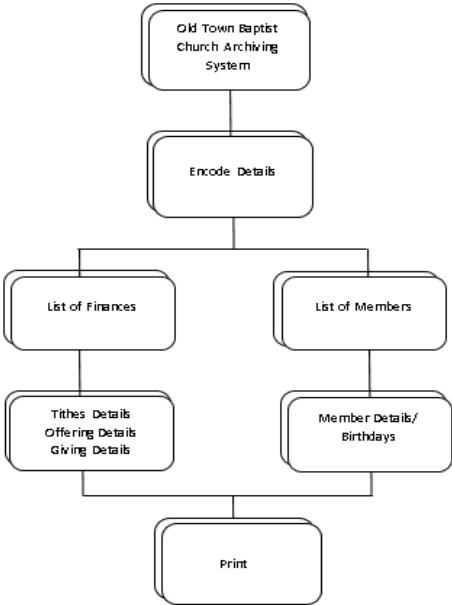 Old Town Baptist
Church Archiving
System
Encode Details
List of Finances
List of Members
Tithes Details
Offering Details
Giving Details
Member Details/
Birthdays
Print